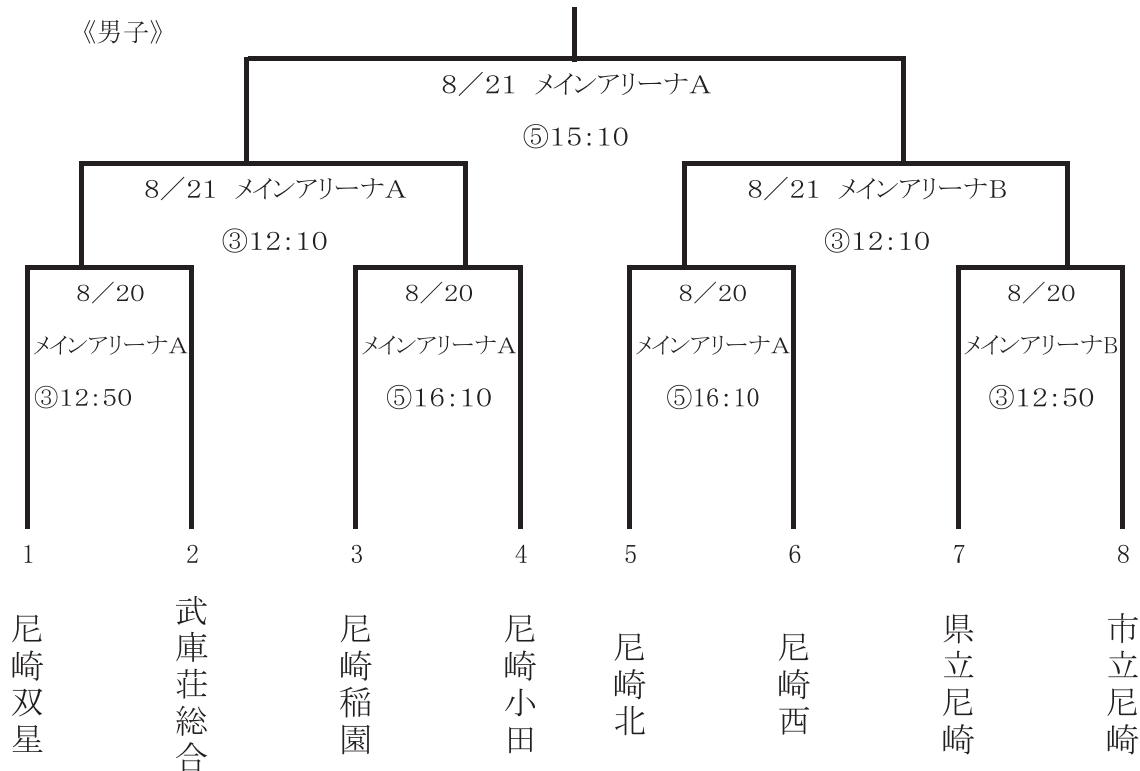 《男子》
8／21 メインアリーナA
⑤15:10
8／21 メインアリーナA
③12:10
8／21 メインアリーナB
③12:10
8／20
メインアリーナA
③12:50
8／20
メインアリーナA
⑤16:10
8／20
メインアリーナA
⑤16:10
8／20
メインアリーナB
③12:50
1
2
3
4
5
6
7
8
尼崎双星
武庫荘総合
尼崎稲園
尼崎小田
尼崎北
尼崎西
県立尼崎
市立尼崎